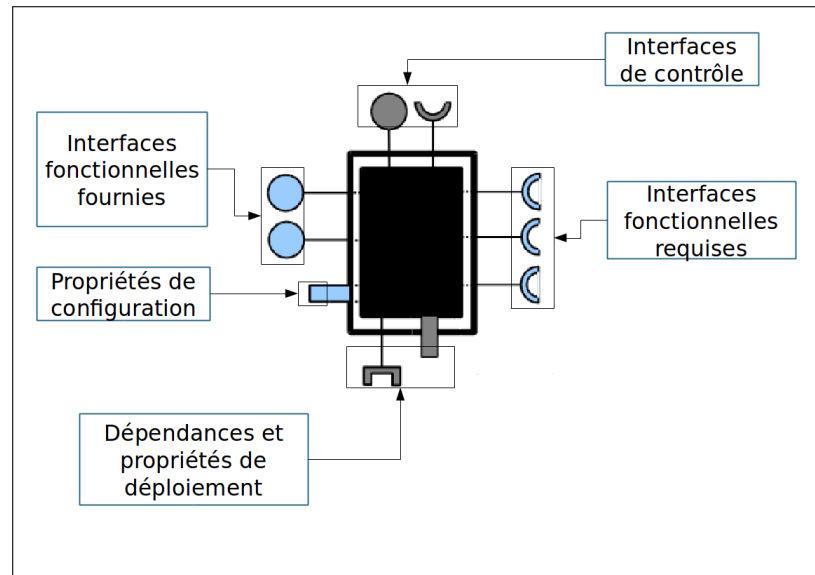 Interfaces
de contrôle
Interfaces
fonctionnelles
fournies
Interfaces
fonctionnelles
requises
Propriétés de
configuration
Dépendances et
propriétés de
déploiement